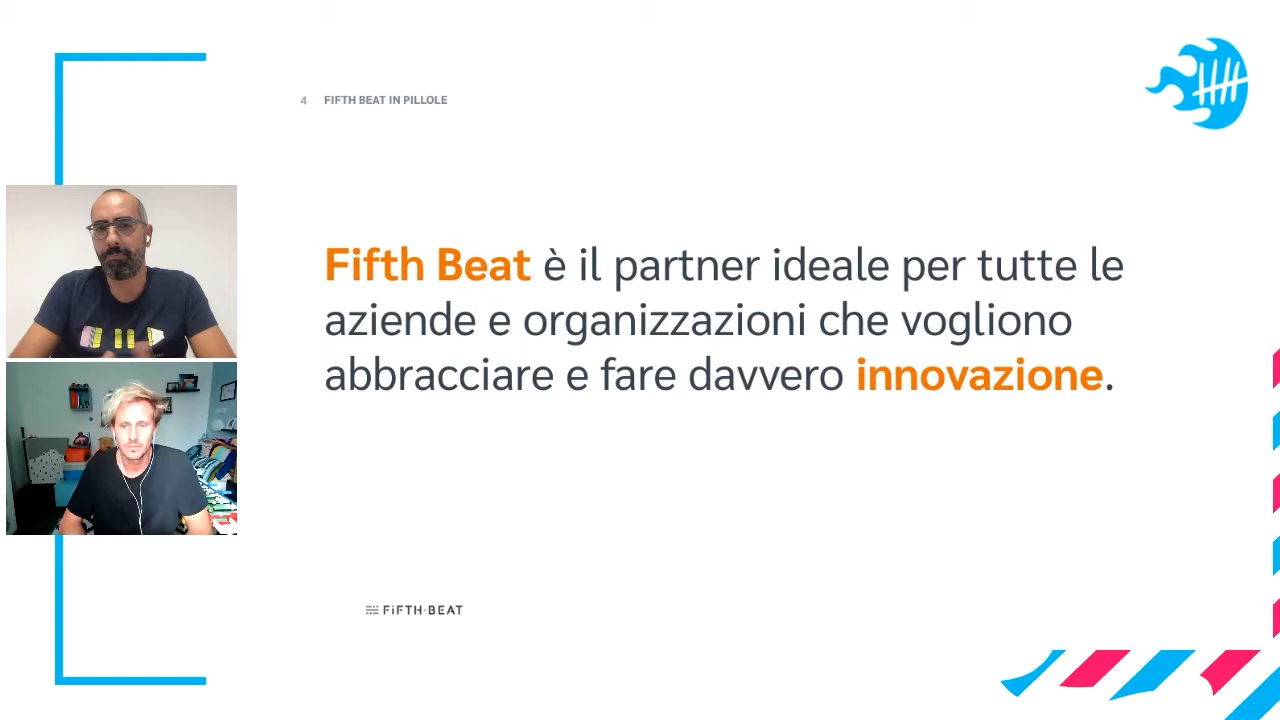 4 FIFTH BEAT IN PILLOLE
Fifth Beat è il partner ideale per tutte le
aziende e organizzazioni che vogliono
abbracciare e fare davvero innovazione.
FiFTH·BEAT